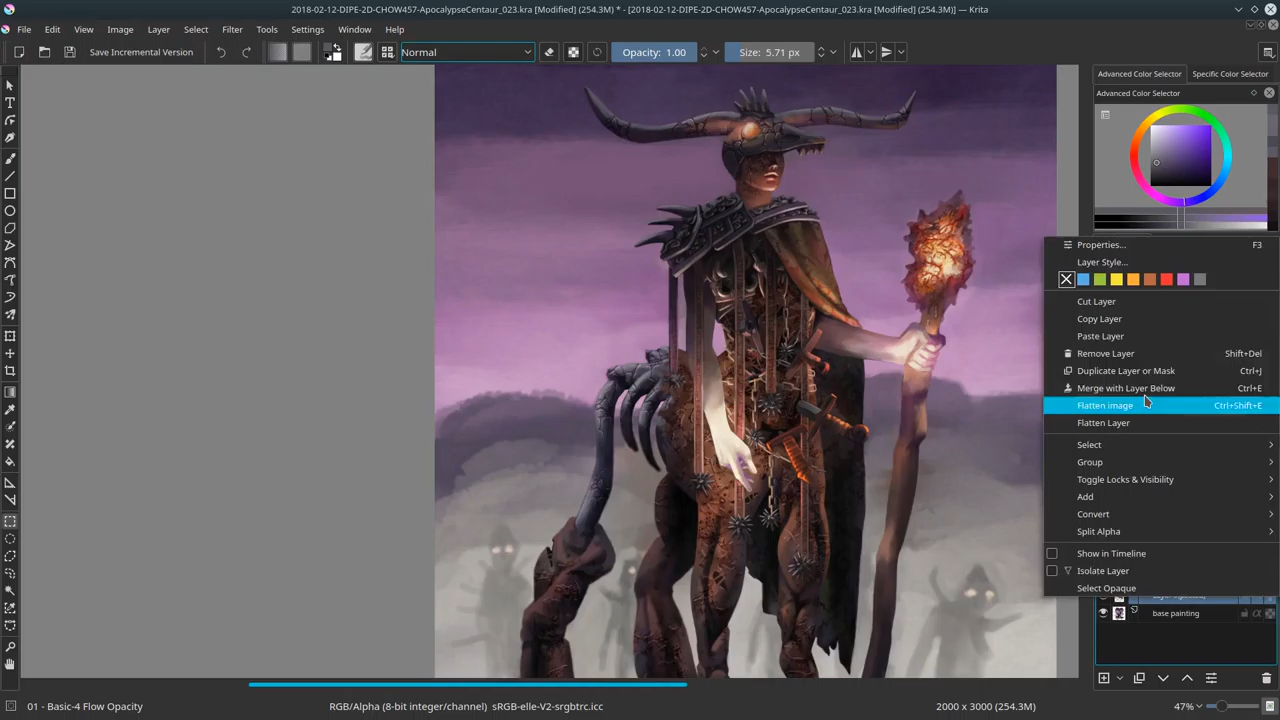 2018-02-12-DIPE-2D-CHOW457-ApocalypseCentaur_023.kra [Modified] (254.3M) * - [2018-02-12-DIPE-2D-CHOW457-ApocalypseCentaur_023.kra [Modified] (254.3M)] — Krita
File Edit View Image Layer Select Filter Tools Settings Window Help
Save Incremental Version Normal Opacity: 1.00 Size: 5.71 px
Advanced Color Selector Specific Color Selector
Advanced Color Selector
Properties... F3
Layer Style...
Cut Layer
Copy Layer
Paste Layer
Remove Layer Shift+Del
Duplicate Layer or Mask Ctrl+J
Merge with Layer Below Ctrl+E
Flatten image Ctrl+Shift+E
Flatten Layer
Select
Group
Toggle Locks & Visibility
Add
Convert
Split Alpha
Show in Timeline
Isolate Layer
Select Opaque
base painting
01 - Basic-4 Flow Opacity RGB/Alpha (8-bit integer/channel) sRGB-elle-V2-srgbtrc.icc 2000 x 3000 (254.3M) 47%